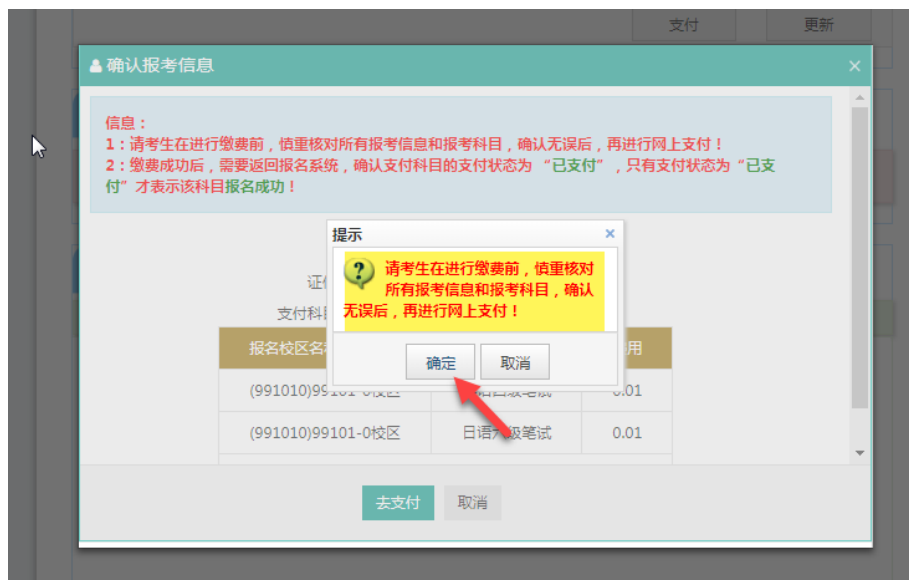 支付 更新
确认报考信息 ×
信息：
1：请考生在进行缴费前，慎重核对所有报考信息和报考科目，确认无误后，再进行网上支付！
2：缴费成功后，需要返回报名系统，确认支付科目的支付状态为 “已支付”，只有支付状态为“已支
付”才表示该科目报名成功！
提示 ×
请考生在进行缴费前，慎重核对
所有报考信息和报考科目，确认
无误后，再进行网上支付！
支付科
报名校区名 用
确定 取消
(991010)99101-0校区 0.01
(991010)99101-0校区 日语六级笔试 0.01
去支付 取消